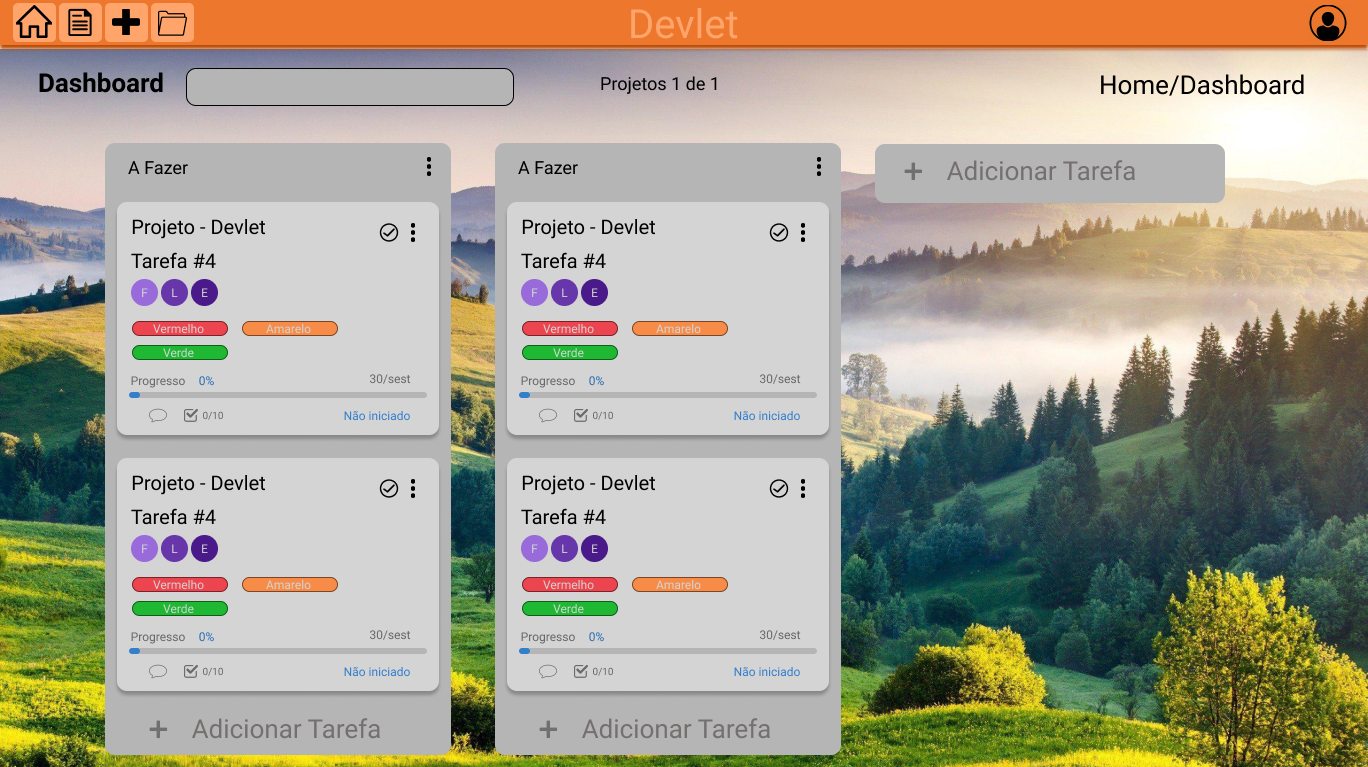 Devlet
Dashboard
Projetos 1 de 1
Home/Dashboard
A Fazer
Projeto - Devlet
Tarefa #4
F L E
Vermelho Amarelo
Verde
Progresso 0% 30/sest
0/10 Não iniciado
Projeto - Devlet
Tarefa #4
F L E
Vermelho Amarelo
Verde
Progresso 0% 30/sest
0/10 Não iniciado
+ Adicionar Tarefa
A Fazer
Projeto - Devlet
Tarefa #4
F L E
Vermelho Amarelo
Verde
Progresso 0% 30/sest
0/10 Não iniciado
Projeto - Devlet
Tarefa #4
F L E
Vermelho Amarelo
Verde
Progresso 0% 30/sest
0/10 Não iniciado
+ Adicionar Tarefa
+ Adicionar Tarefa